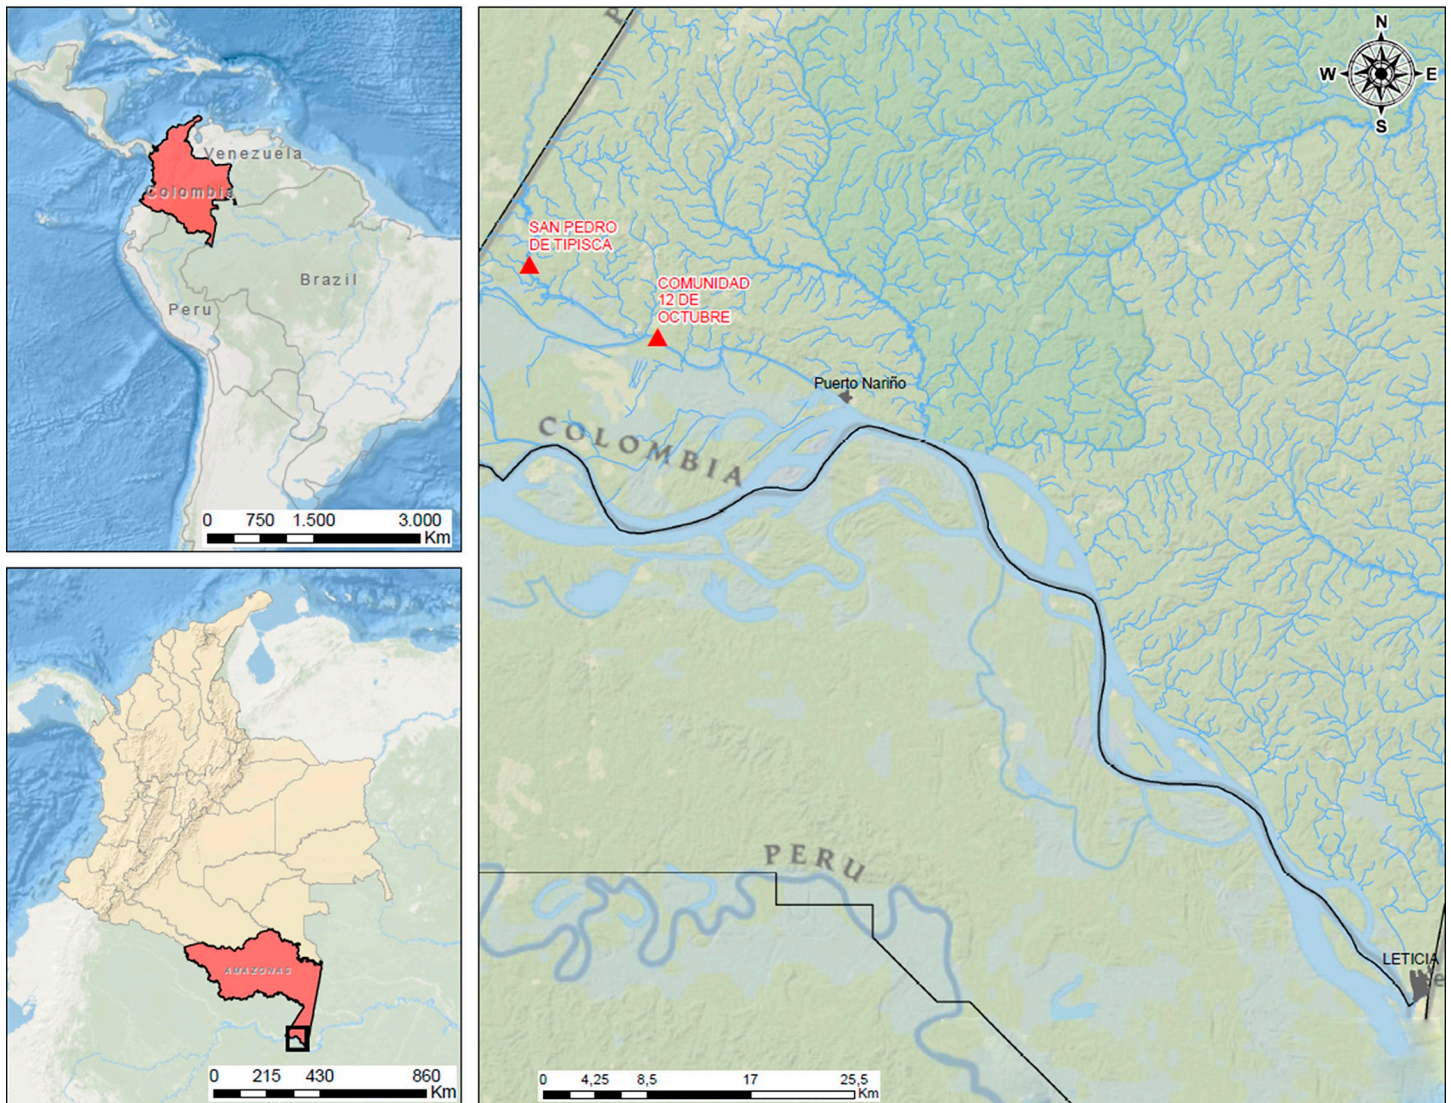 Venezuela
Colombia
Brazil
Peru
0 750 1.500 3.000
Km
AMAZONAS
0 215 430 860
Km
N
W E
S
SAN PEDRO
DE TIPISCA
COMUNIDAD
12 DE
OCTUBRE
Puerto Nariño
COLOMBIA
PERU
LETICIA
0 4,25 8,5 17 25,5
Km